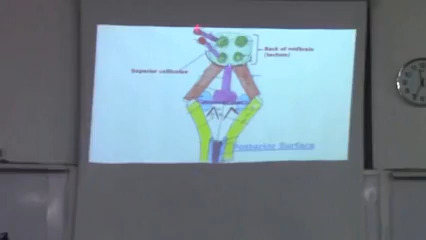 Back of midbrain
(tectum)
Superior colliculus
Posterior Surface